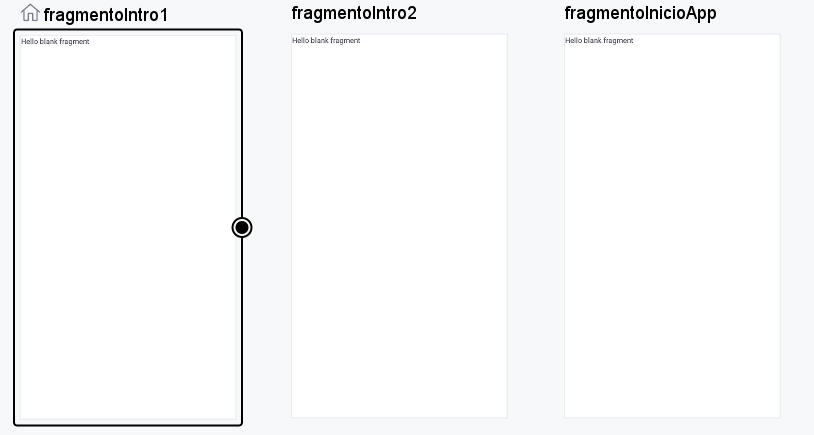 fragmentoIntro1
fragmentoIntro2
fragmentoInicioApp
Hello blank fragment
Hello blank fragment
Hello blank fragment